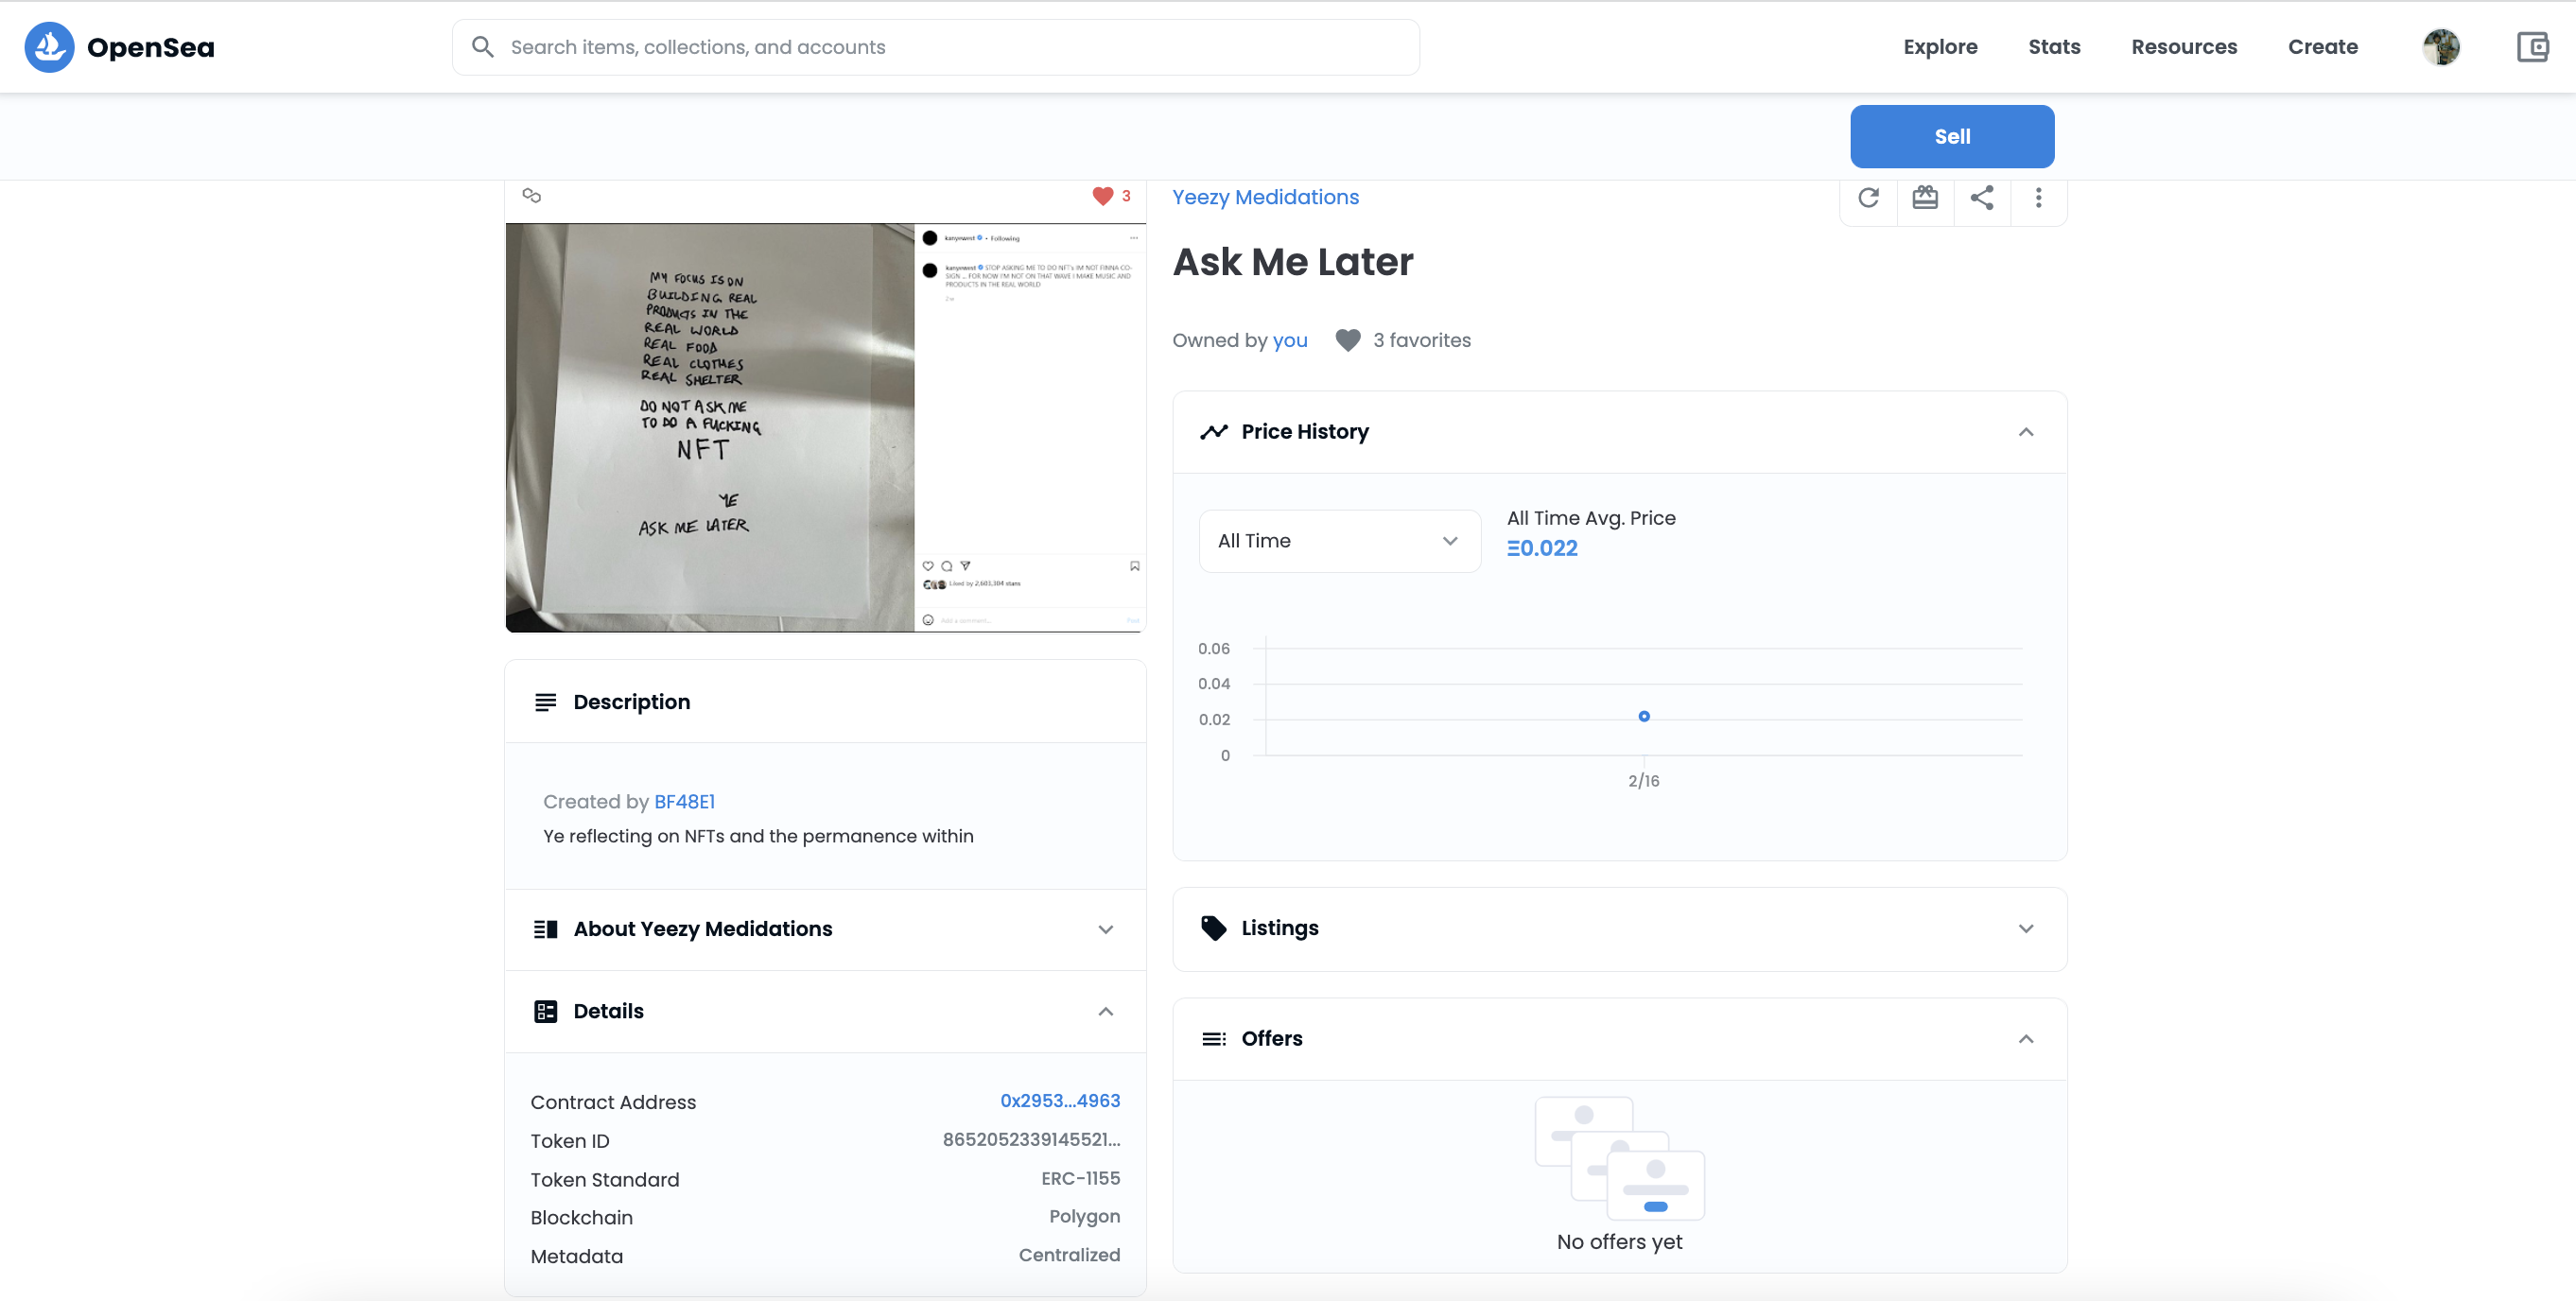 OpenSea
Search items, collections, and accounts
Explore
Stats
Resources
Create
Sell
3
MY FOCUS IS ON
BUILDING REAL
PRODUCTS IN THE
REAL WORLD
REAL FOOD
REAL CLOTHES
REAL SHELTER
DO NOT ASK ME
TO DO A FUCKING
NFT
YE
ASK ME LATER
kanyewest • Following
kanyewest STOP ASKING ME TO DO NFT's IM NOT FINNA CO-
SIGN ... FOR NOW I'M NOT ON THAT WAVE I MAKE MUSIC AND
PRODUCTS IN THE REAL WORLD
2w
Liked by 2,603,304 stans
Add a comment...
Post
Description
Created by BF48E1
Ye reflecting on NFTs and the permanence within
About Yeezy Medidations
Details
Contract Address 0x2953...4963
Token ID 8652052339145521...
Token Standard ERC-1155
Blockchain Polygon
Metadata Centralized
Yeezy Medidations
Ask Me Later
Owned by you
3 favorites
Price History
All Time
All Time Avg. Price
Ξ0.022
0.06
0.04
0.02
0
2/16
Listings
Offers
No offers yet